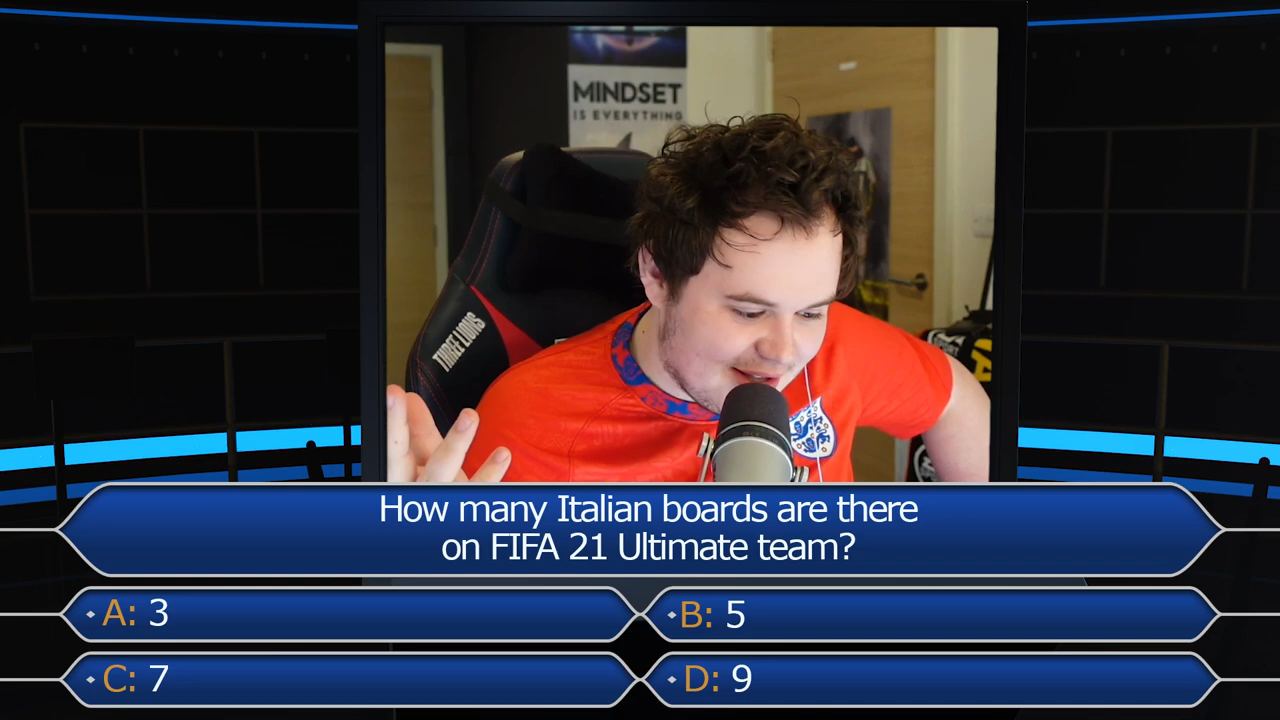 MINDSET
IS EVERYTHING
THREE LIONS
How many Italian boards are there
on FIFA 21 Ultimate team?
A: 3
B: 5
C: 7
D: 9